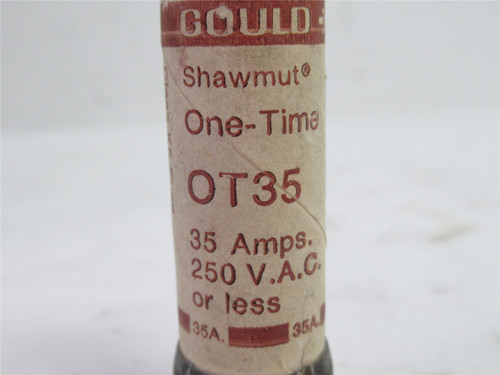 GOULD
Shawmut®
One-Time
OT35
35 Amps.
250 V.A.C.
or less
35A. 35A.